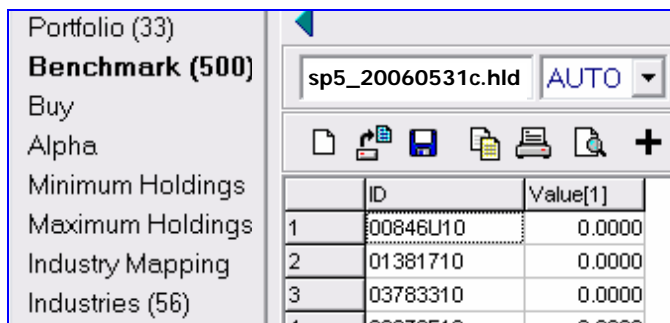 Portfolio (33)
Benchmark (500)
Buy
Alpha
Minimum Holdings
Maximum Holdings
Industry Mapping
Industries (56)
sp5_20060531c.hld AUTO
ID Value[1]
1 00846U10 0.0000
2 01381710 0.0000
3 03783310 0.0000